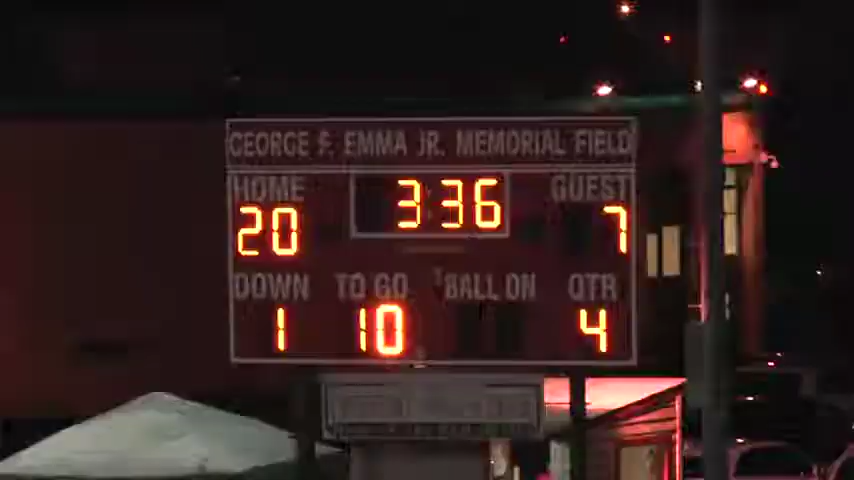 GEORGE F. EMMA JR. MEMORIAL FIELD
HOME 3:36 GUEST
20 7
DOWN TO GO BALL ON QTR
1 10 4